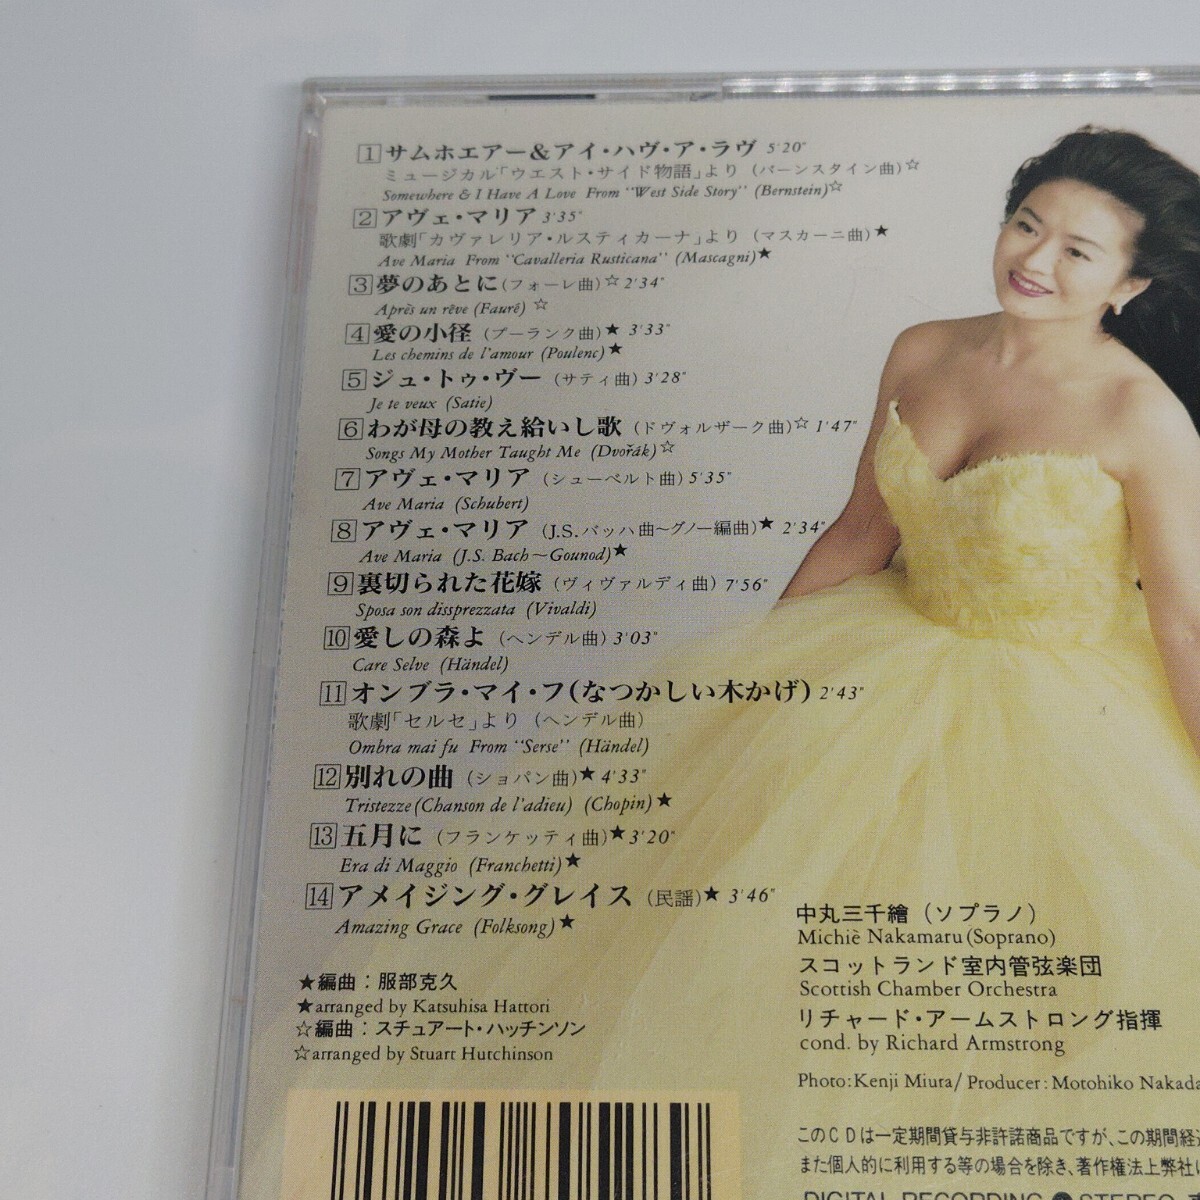 1 サムホエアー＆アイ・ハヴ・ア・ラヴ 5'20"
ミュージカル「ウエスト・サイド物語」より (バーンスタイン曲)☆
Somewhere & I Have A Love From "West Side Story" (Bernstein)☆
2 アヴェ・マリア 3'35"
歌劇「カヴァレリア・ルスティカーナ」より (マスカーニ曲)★
Ave Maria From "Cavalleria Rusticana" (Mascagni)★
3 夢のあとに(フォーレ曲)☆ 2'34"
Après un rêve (Fauré) ☆
4 愛の小径 (プーランク曲)★ 3'33"
Les chemins de l'amour (Poulenc)★
5 ジュ・トゥ・ヴー (サティ曲) 3'28"
Je te veux (Satie)
6 わが母の教え給いし歌 (ドヴォルザーク曲)☆ 1'47"
Songs My Mother Taught Me (Dvořák)☆
7 アヴェ・マリア (シューベルト曲) 5'35"
Ave Maria (Schubert)
8 アヴェ・マリア (J.S.バッハ曲〜グノー編曲)★ 2'34"
Ave Maria (J.S. Bach〜Gounod)★
9 裏切られた花嫁 (ヴィヴァルディ曲) 7'56"
Sposa son dissprezzata (Vivaldi)
10 愛しの森よ (ヘンデル曲) 3'03"
Care Selve (Händel)
11 オンブラ・マイ・フ(なつかしい木かげ) 2'43"
歌劇「セルセ」より (ヘンデル曲)
Ombra mai fu From "Serse" (Händel)
12 別れの曲 (ショパン曲)★ 4'33"
Tristezze (Chanson de l'adieu) (Chopin)★
13 五月に (フランケッティ曲)★ 3'20"
Era di Maggio (Franchetti)★
14 アメイジング・グレイス (民謡)★ 3'46"
Amazing Grace (Folksong)★
★編曲：服部克久
★arranged by Katsuhisa Hattori
☆編曲：スチュアート・ハッチンソン
☆arranged by Stuart Hutchinson
中丸三千繪 (ソプラノ)
Michiè Nakamaru (Soprano)
スコットランド室内管弦楽団
Scottish Chamber Orchestra
リチャード・アームストロング指揮
cond. by Richard Armstrong
Photo:Kenji Miura/ Producer:Motohiko Nakada
このCDは一定期間貸与非許諾商品ですが、この期間経
また個人的に利用する等の場合を除き、著作権法上弊社
DIGITAL RECORDING STEREO